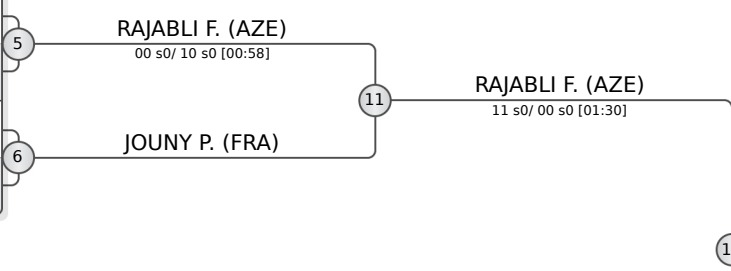 RAJABLI F. (AZE)
5
00 s0/ 10 s0 [00:58]
RAJABLI F. (AZE)
11
11 s0/ 00 s0 [01:30]
JOUNY P. (FRA)
6